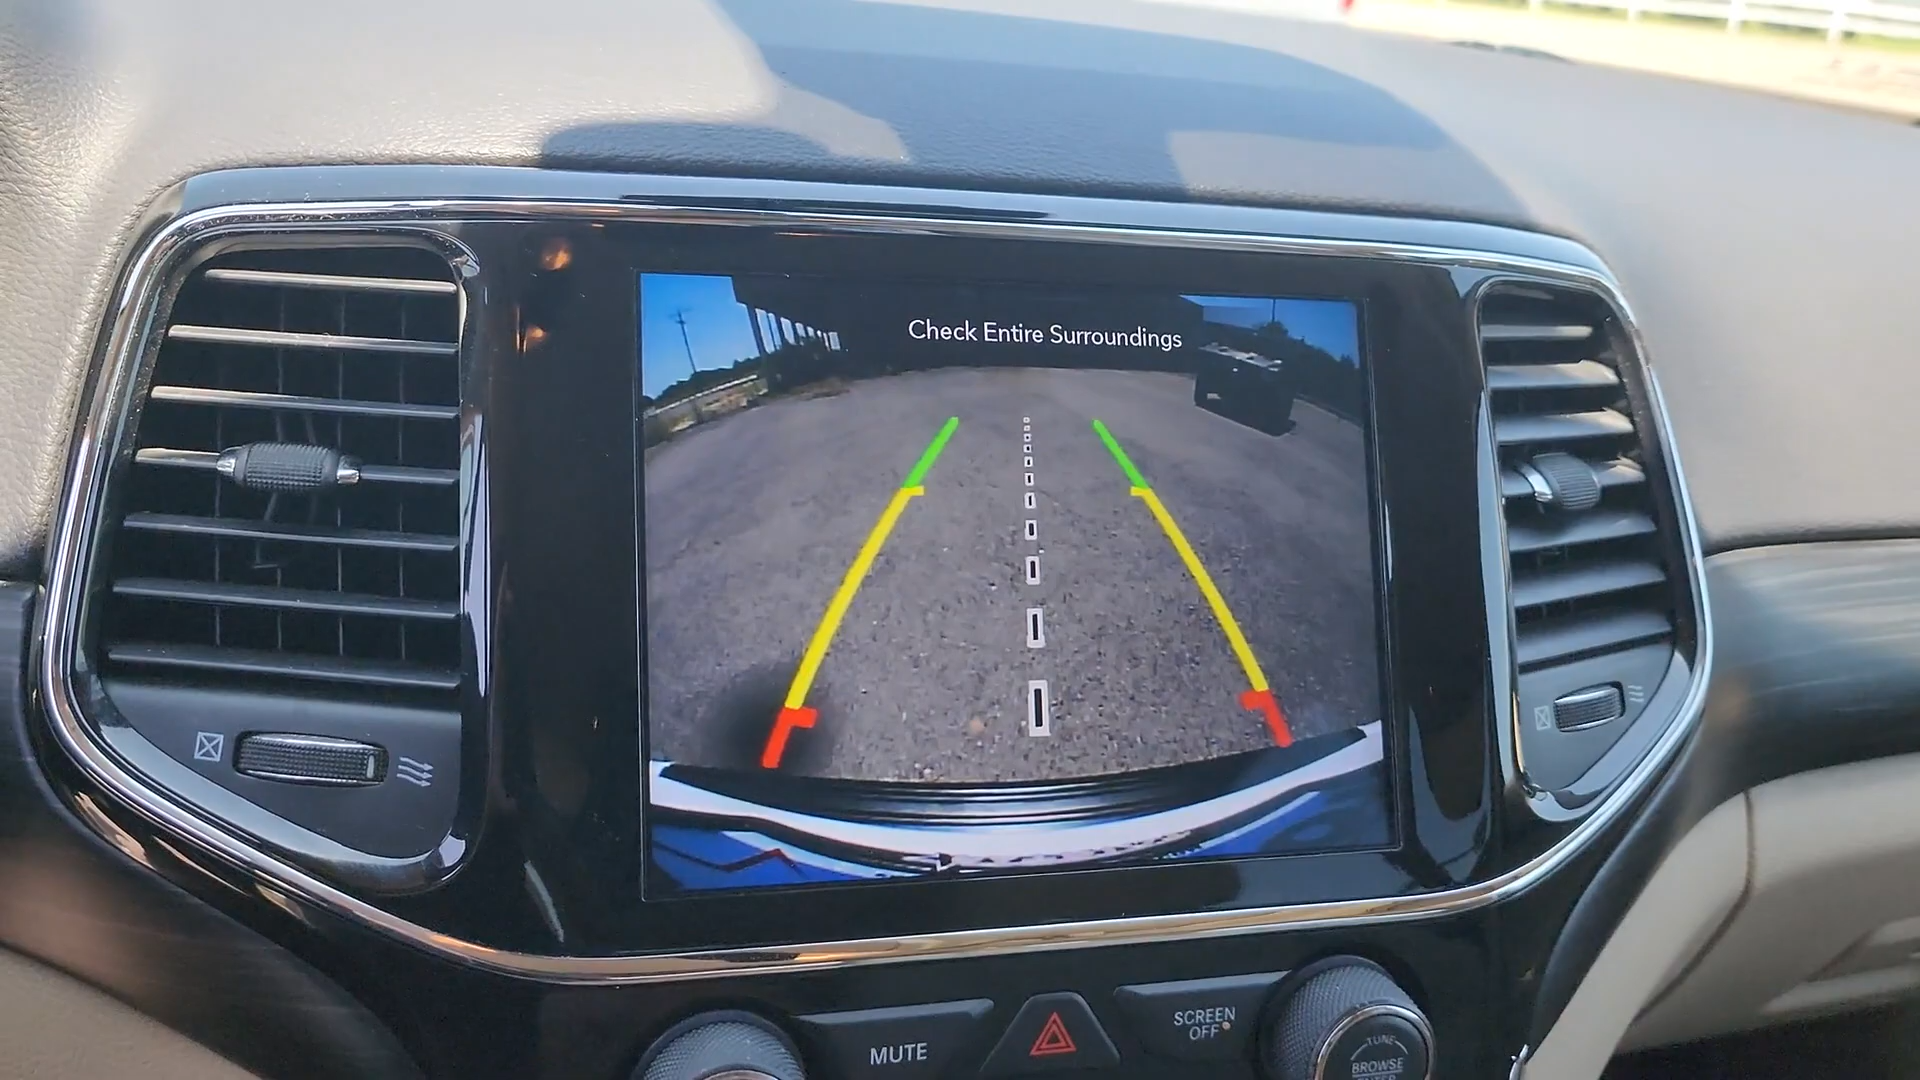 Check Entire Surroundings
MUTE
SCREEN
OFF
TUNE
BROWSE